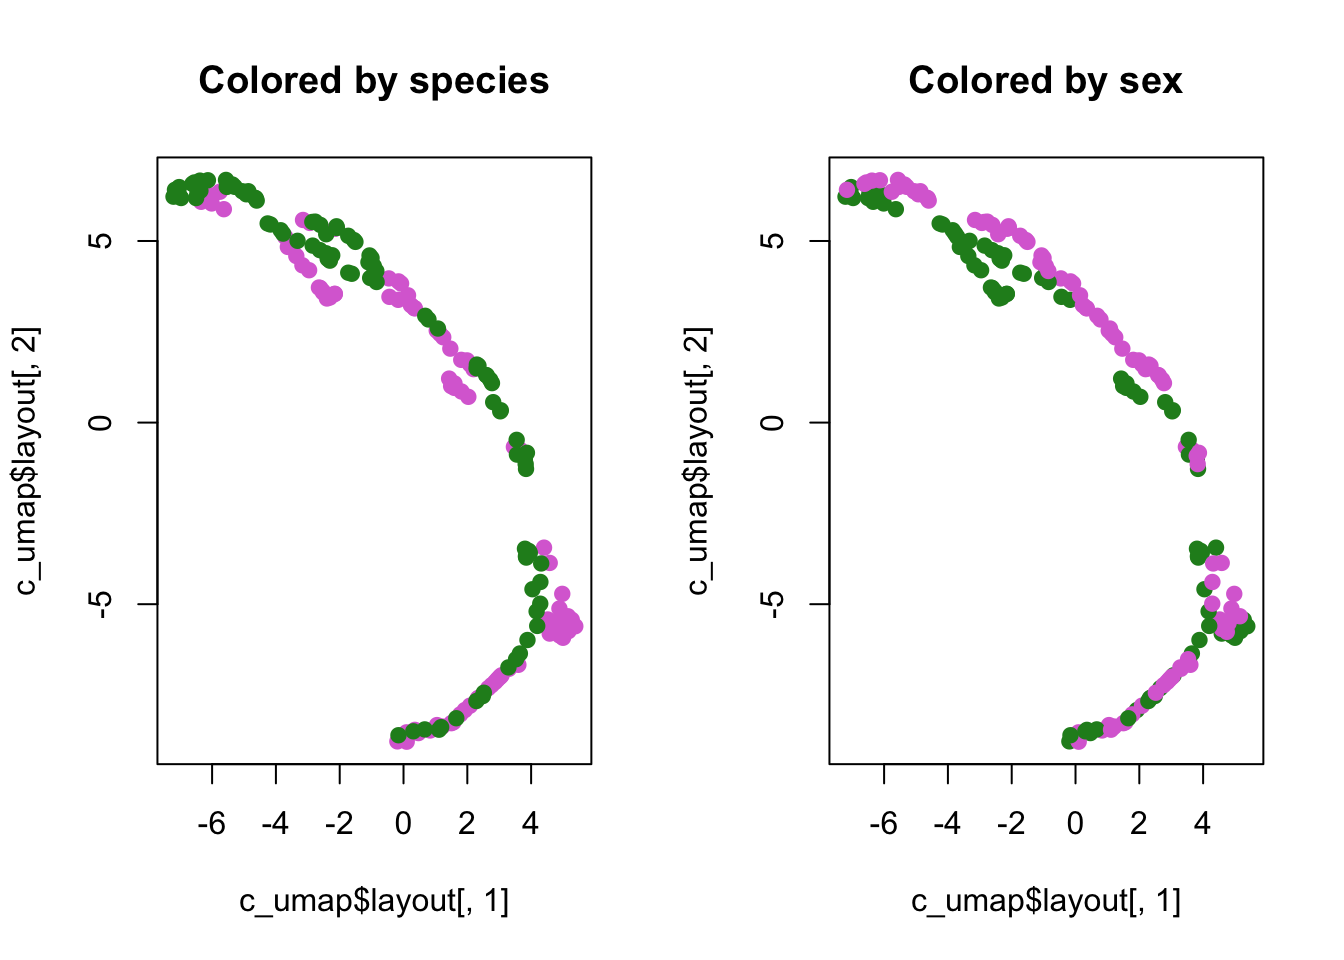 Colored by species
5
0
-5
c_umap$layout[, 2]
-6 -4 -2 0 2 4
c_umap$layout[, 1]
Colored by sex
5
0
-5
c_umap$layout[, 2]
-6 -4 -2 0 2 4
c_umap$layout[, 1]